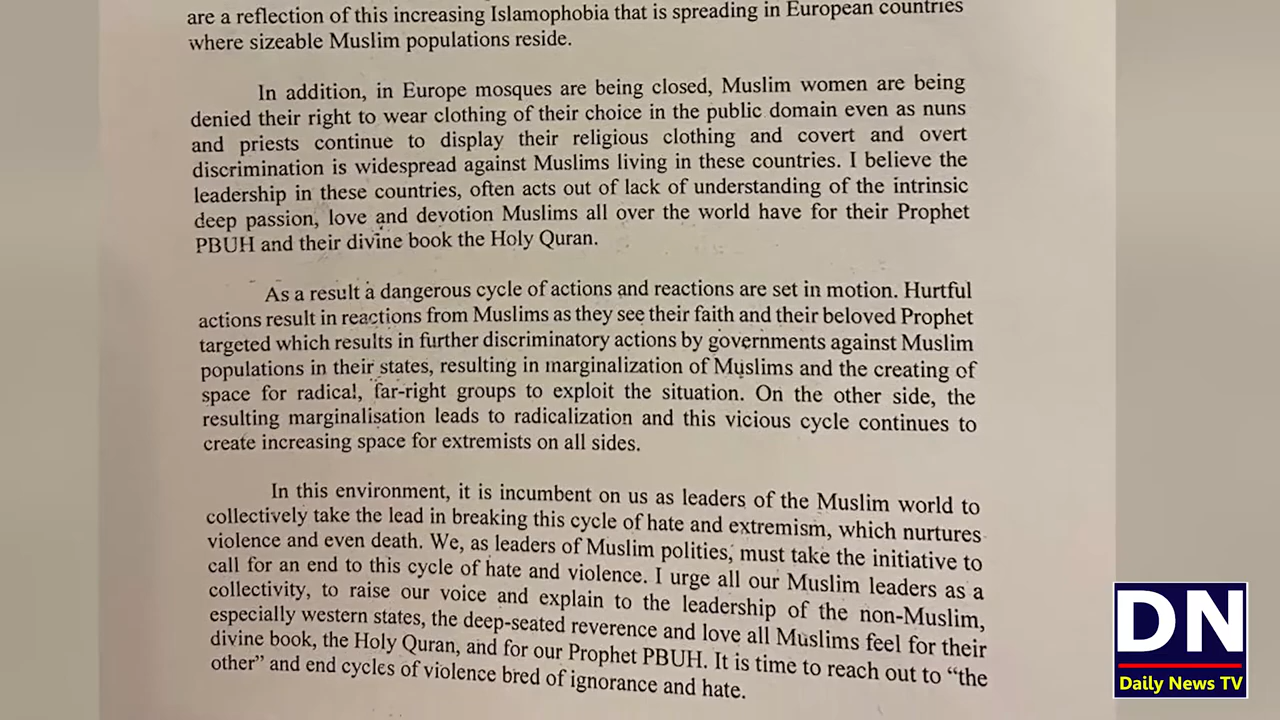 are a reflection of this increasing Islamophobia that is spreading in European countries
where sizeable Muslim populations reside.
In addition, in Europe mosques are being closed, Muslim women are being
denied their right to wear clothing of their choice in the public domain even as nuns
and priests continue to display their religious clothing and covert and overt
discrimination is widespread against Muslims living in these countries. I believe the
leadership in these countries, often acts out of lack of understanding of the intrinsic
deep passion, love and devotion Muslims all over the world have for their Prophet
PBUH and their divine book the Holy Quran.
As a result a dangerous cycle of actions and reactions are set in motion. Hurtful
actions result in reactions from Muslims as they see their faith and their beloved Prophet
targeted which results in further discriminatory actions by governments against Muslim
populations in their states, resulting in marginalization of Muslims and the creating of
space for radical, far-right groups to exploit the situation. On the other side, the
resulting marginalisation leads to radicalization and this vicious cycle continues to
create increasing space for extremists on all sides.
In this environment, it is incumbent on us as leaders of the Muslim world to
collectively take the lead in breaking this cycle of hate and extremism, which nurtures
violence and even death. We, as leaders of Muslim polities, must take the initiative to
call for an end to this cycle of hate and violence. I urge all our Muslim leaders as a
collectivity, to raise our voice and explain to the leadership of the non-Muslim,
especially western states, the deep-seated reverence and love all Muslims feel for their
divine book, the Holy Quran, and for our Prophet PBUH. It is time to reach out to “the
other” and end cycles of violence bred of ignorance and hate.
DN
Daily News TV